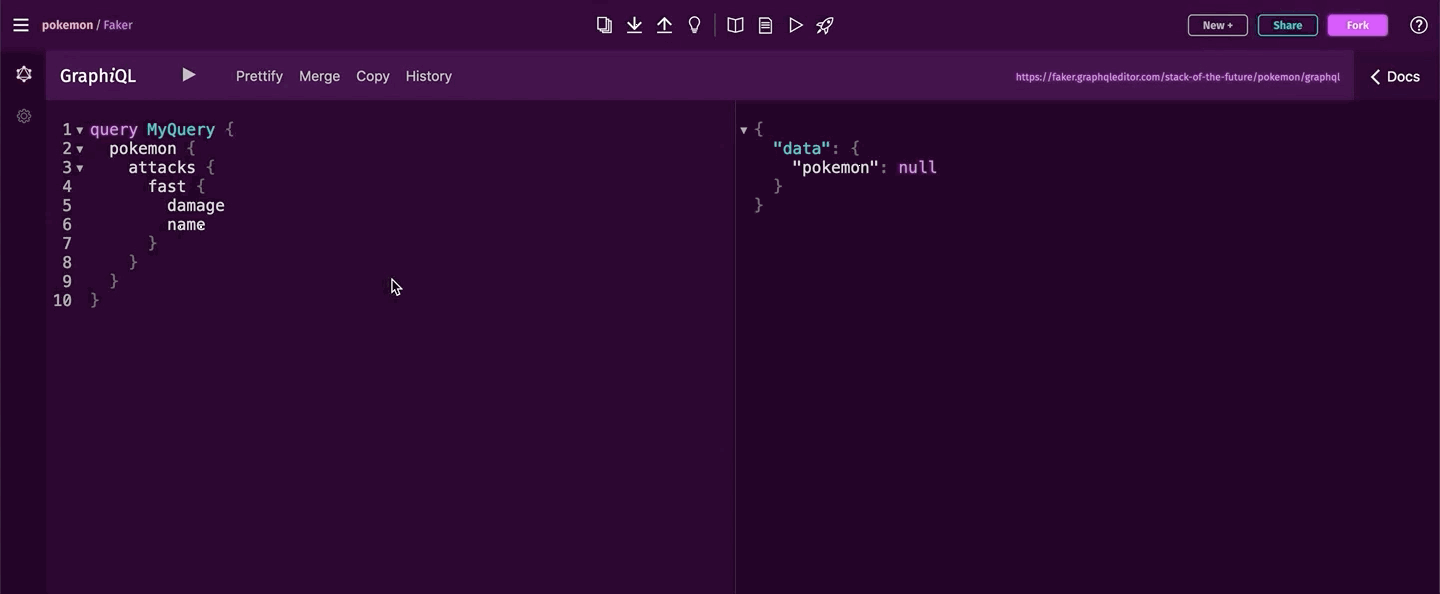 pokemon / Faker
New +
Share
Fork
GraphiQL
Prettify
Merge
Copy
History
https://faker.graphqleditor.com/stack-of-the-future/pokemon/graphql
Docs
1 query MyQuery {
2 pokemon {
3 attacks {
4 fast {
5 damage
6 name
7 }
8 }
9 }
10 }
{
"data": {
"pokemon": null
}
}